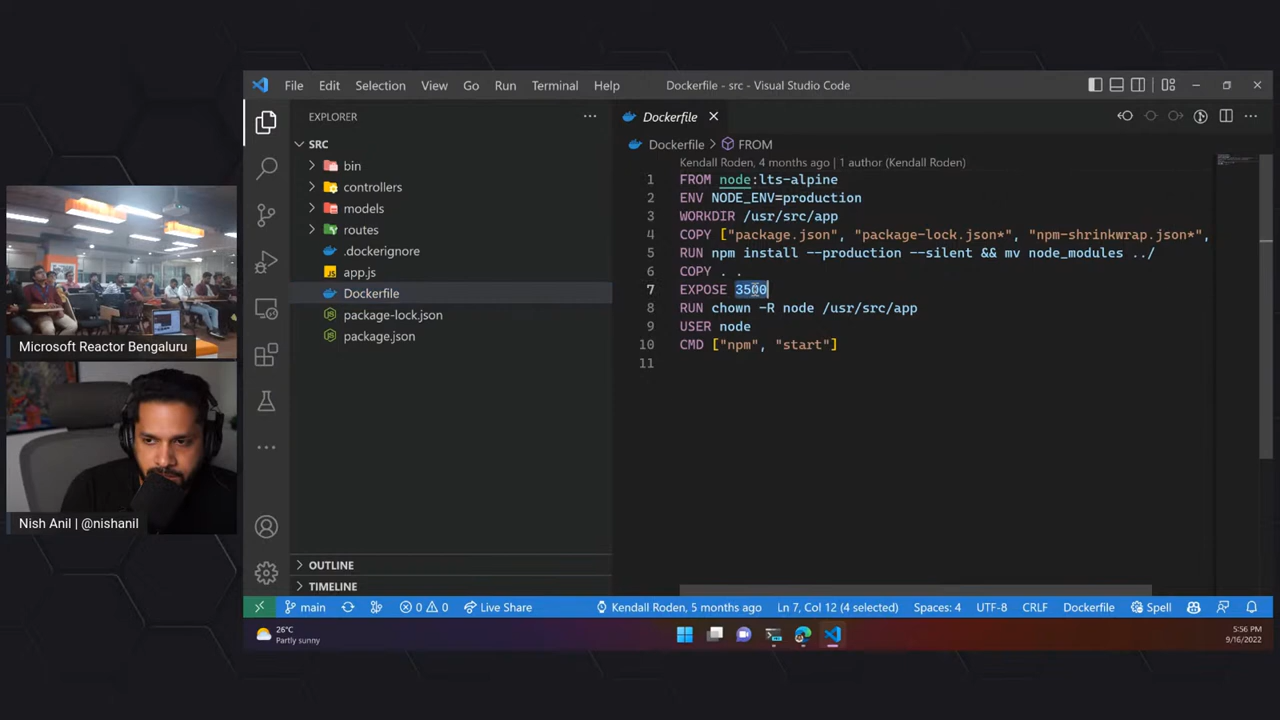 File Edit Selection View Go Run Terminal Help Dockerfile - src - Visual Studio Code
EXPLORER
SRC
bin
controllers
models
routes
.dockerignore
JS app.js
Dockerfile
package-lock.json
package.json
OUTLINE
TIMELINE
Dockerfile
Dockerfile > FROM
Kendall Roden, 4 months ago | 1 author (Kendall Roden)
1 FROM node:lts-alpine
2 ENV NODE_ENV=production
3 WORKDIR /usr/src/app
4 COPY ["package.json", "package-lock.json*", "npm-shrinkwrap.json*",
5 RUN npm install --production --silent && mv node_modules ../
6 COPY . .
7 EXPOSE 3500
8 RUN chown -R node /usr/src/app
9 USER node
10 CMD ["npm", "start"]
11
Microsoft Reactor Bengaluru
Nish Anil | @nishanil
main 0 0 Live Share Kendall Roden, 5 months ago Ln 7, Col 12 (4 selected) Spaces: 4 UTF-8 CRLF Dockerfile Spell
26°C
Partly sunny
5:56 PM
9/16/2022